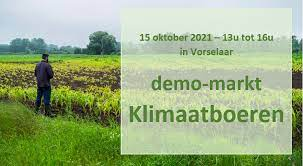 15 oktober 2021 – 13u tot 16u
in Vorselaar
demo-markt
Klimaatboeren